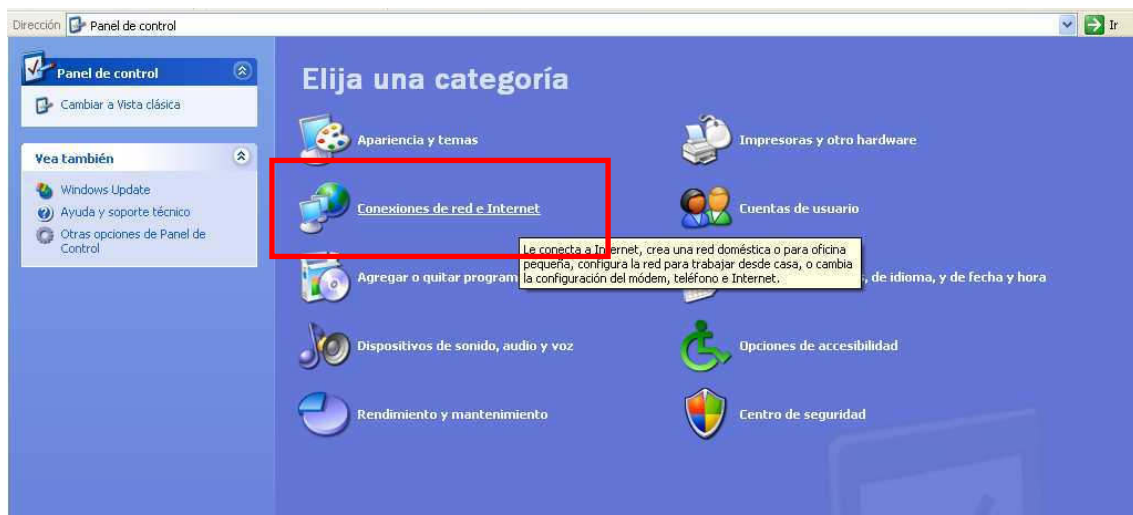 Dirección Panel de control Ir
Panel de control
Cambiar a Vista clásica
Vea también
Windows Update
Ayuda y soporte técnico
Otras opciones de Panel de
Control
Elija una categoría
Apariencia y temas
Impresoras y otro hardware
Conexiones de red e Internet
Cuentas de usuario
Le conecta a Internet, crea una red doméstica o para oficina
pequeña, configura la red para trabajar desde casa, o cambia
la configuración del módem, teléfono e Internet.
Agregar o quitar program
, de idioma, y de fecha y hora
Dispositivos de sonido, audio y voz
Opciones de accesibilidad
Rendimiento y mantenimiento
Centro de seguridad